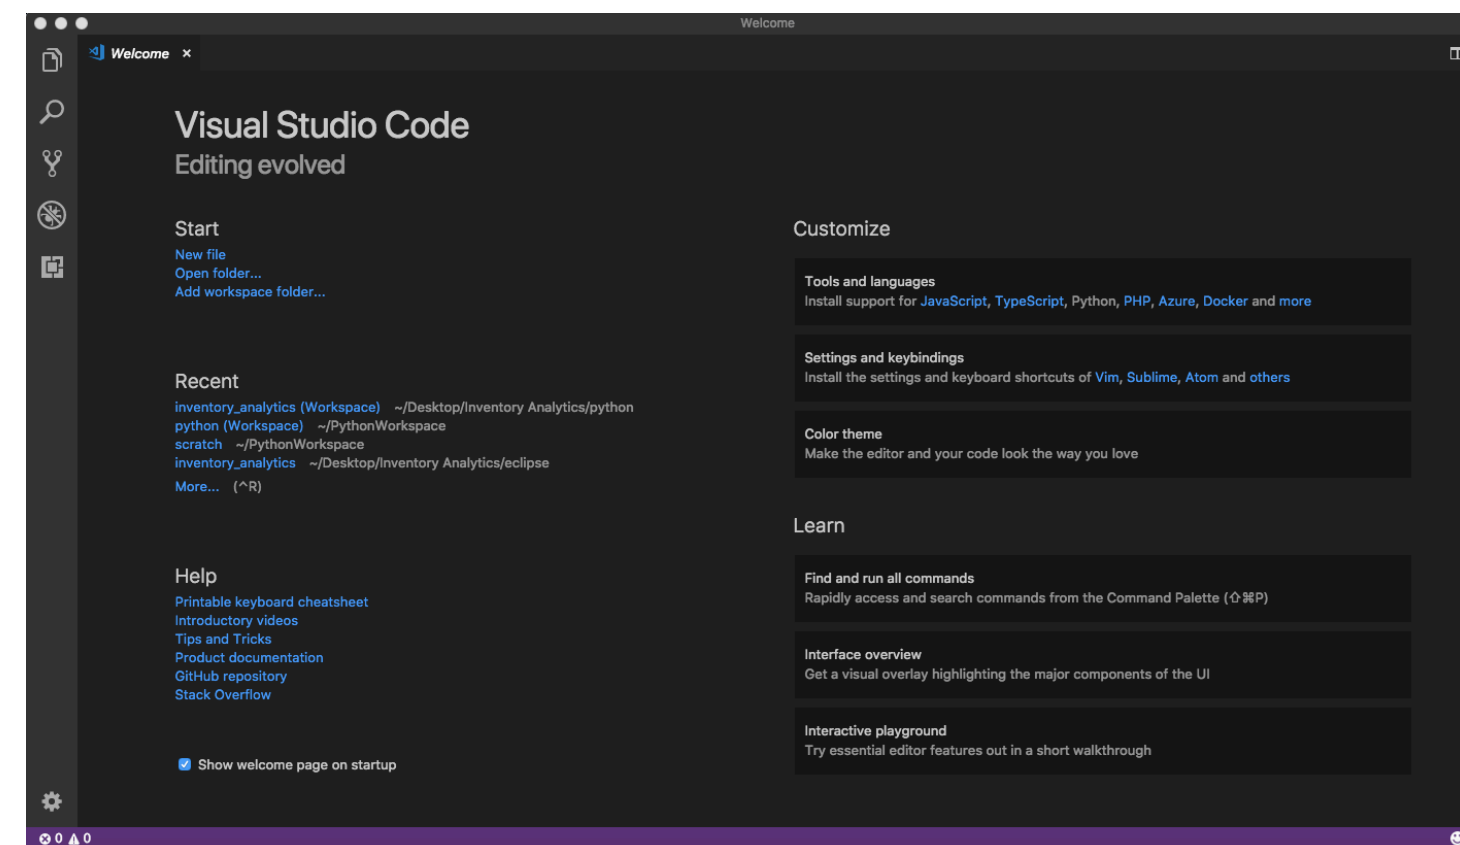 Welcome
Welcome ×
Visual Studio Code
Editing evolved
Start
New file
Open folder...
Add workspace folder...
Recent
inventory_analytics (Workspace) ~/Desktop/Inventory Analytics/python
python (Workspace) ~/PythonWorkspace
scratch ~/PythonWorkspace
inventory_analytics ~/Desktop/Inventory Analytics/eclipse
More... (^R)
Help
Printable keyboard cheatsheet
Introductory videos
Tips and Tricks
Product documentation
GitHub repository
Stack Overflow
Show welcome page on startup
Customize
Tools and languages
Install support for JavaScript, TypeScript, Python, PHP, Azure, Docker and more
Settings and keybindings
Install the settings and keyboard shortcuts of Vim, Sublime, Atom and others
Color theme
Make the editor and your code look the way you love
Learn
Find and run all commands
Rapidly access and search commands from the Command Palette (⇧⌘P)
Interface overview
Get a visual overlay highlighting the major components of the UI
Interactive playground
Try essential editor features out in a short walkthrough
0 0